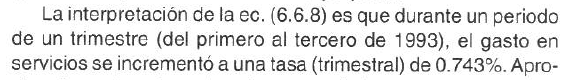 La interpretación de la ec. (6.6.8) es que durante un periodo
de un trimestre (del primero al tercero de 1993), el gasto en
servicios se incrementó a una tasa (trimestral) de 0.743%. Apro-